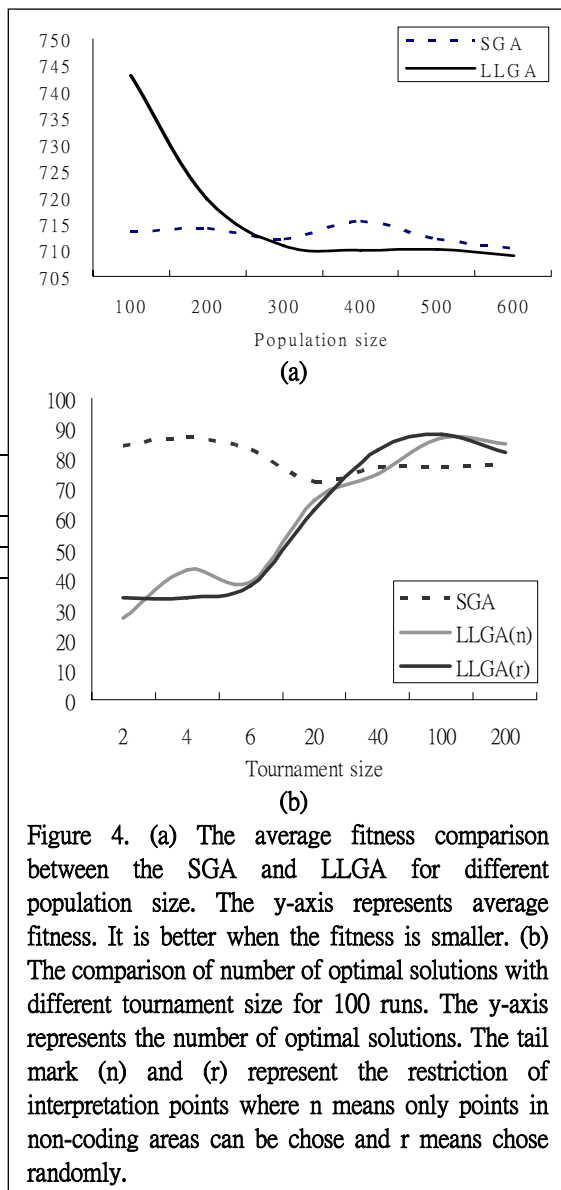 750
745
740
735
730
725
720
715
710
705
SGA
LLGA
100 200 300 400 500 600
Population size
(a)
100
90
80
70
60
50
40
30
20
10
0
SGA
LLGA(n)
LLGA(r)
2 4 6 20 40 100 200
Tournament size
(b)
Figure 4. (a) The average fitness comparison
between the SGA and LLGA for different
population size. The y-axis represents average
fitness. It is better when the fitness is smaller. (b)
The comparison of number of optimal solutions with
different tournament size for 100 runs. The y-axis
represents the number of optimal solutions. The tail
mark (n) and (r) represent the restriction of
interpretation points where n means only points in
non-coding areas can be chose and r means chose
randomly.